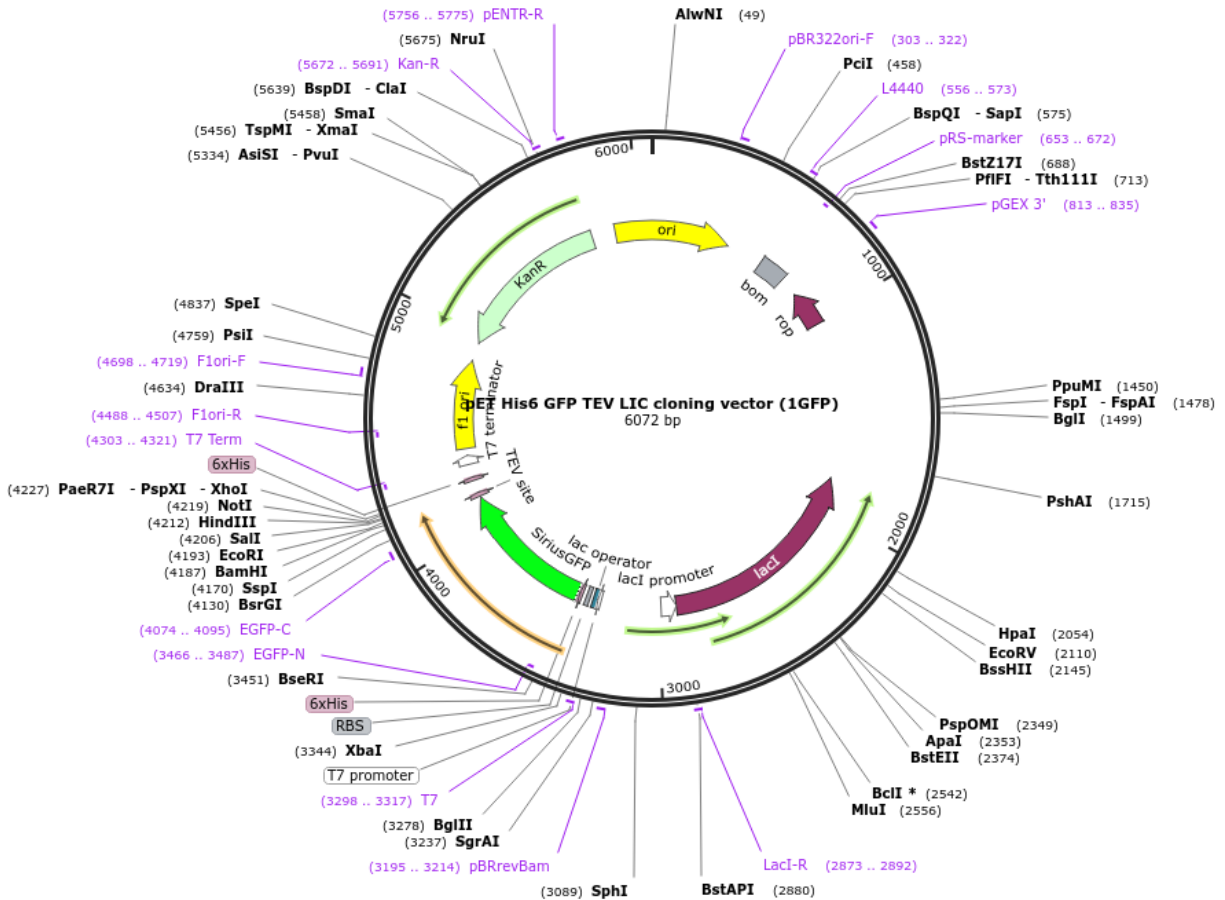 (5756 .. 5775) pENTR-R
AlwNI (49)
(5675) NruI
pBR322ori-F (303 .. 322)
(5672 .. 5691) Kan-R
PciI (458)
(5639) BspDI - ClaI
L4440 (556 .. 573)
(5458) SmaI
BspQI - SapI (575)
(5456) TspMI - XmaI
pRS-marker (653 .. 672)
(5334) AsiSI - PvuI
BstZ17I (688)
PflFI - Tth111I (713)
pGEX 3' (813 .. 835)
6000
1000
2000
3000
4000
5000
ori
KanR
bom
rop
(4837) SpeI
(4759) PsiI
(4698 .. 4719) F1ori-F
(4634) DraIII
(4488 .. 4507) F1ori-R
(4303 .. 4321) T7 Term
6xHis
(4227) PaeR7I - PspXI - XhoI
(4219) NotI
(4212) HindIII
(4206) SalI
(4193) EcoRI
(4187) BamHI
(4170) SspI
(4130) BsrGI
(4074 .. 4095) EGFP-C
(3466 .. 3487) EGFP-N
(3451) BseRI
6xHis
RBS
(3344) XbaI
T7 promoter
(3298 .. 3317) T7
(3278) BglII
(3237) SgrAI
(3195 .. 3214) pBRrevBam
(3089) SphI
f1 ori
T7 terminator
pET His6 GFP TEV LIC cloning vector (1GFP)
6072 bp
TEV site
SiriusGFP
lac operator
lacI promoter
lacI
PpuMI (1450)
FspI - FspAI (1478)
BglI (1499)
PshAI (1715)
HpaI (2054)
EcoRV (2110)
BssHII (2145)
PspOMI (2349)
ApaI (2353)
BstEII (2374)
BclI * (2542)
MluI (2556)
LacI-R (2873 .. 2892)
BstAPI (2880)